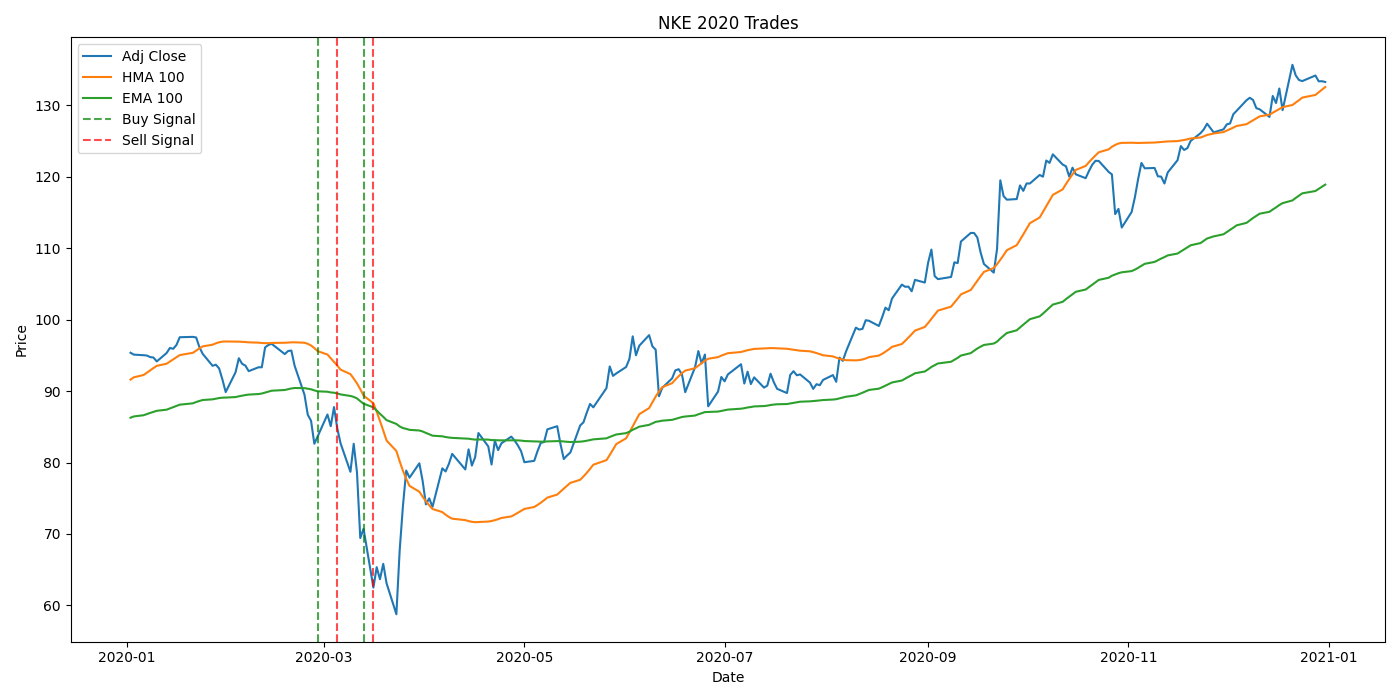 NKE 2020 Trades
Adj Close
HMA 100
EMA 100
Buy Signal
Sell Signal
Price
130
120
110
100
90
80
70
60
2020-01
2020-03
2020-05
2020-07
2020-09
2020-11
2021-01
Date